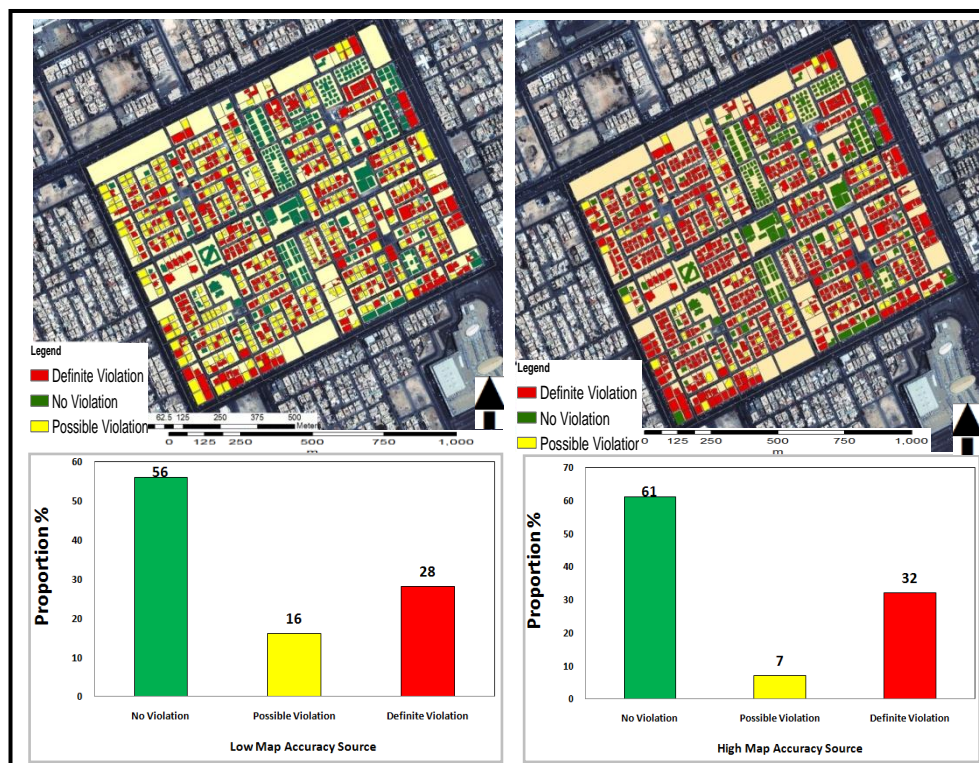 Legend
Definite Violation
No Violation
Possible Violation
62.5 125 250 375 500
Meters
0 125 250 500 750 1,000
m
Legend
Definite Violation
No Violation
Possible Violation
0 125 250 500 750 1,000
m
Proportion %
60
50
40
30
20
10
0
56
16
28
No Violation Possible Violation Definite Violation
Low Map Accuracy Source
Proportion %
70
60
50
40
30
20
10
0
61
7
32
No Violation Possible Violation Definite Violation
High Map Accuracy Source